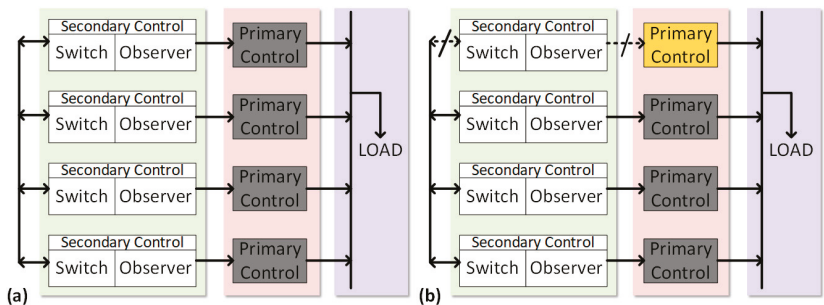 Secondary Control
Switch Observer
Primary
Control
Secondary Control
Switch Observer
Primary
Control
LOAD
Secondary Control
Switch Observer
Primary
Control
Secondary Control
Switch Observer
Primary
Control
(a)
Secondary Control
Switch Observer
Primary
Control
Secondary Control
Switch Observer
Primary
Control
LOAD
Secondary Control
Switch Observer
Primary
Control
Secondary Control
Switch Observer
Primary
Control
(b)